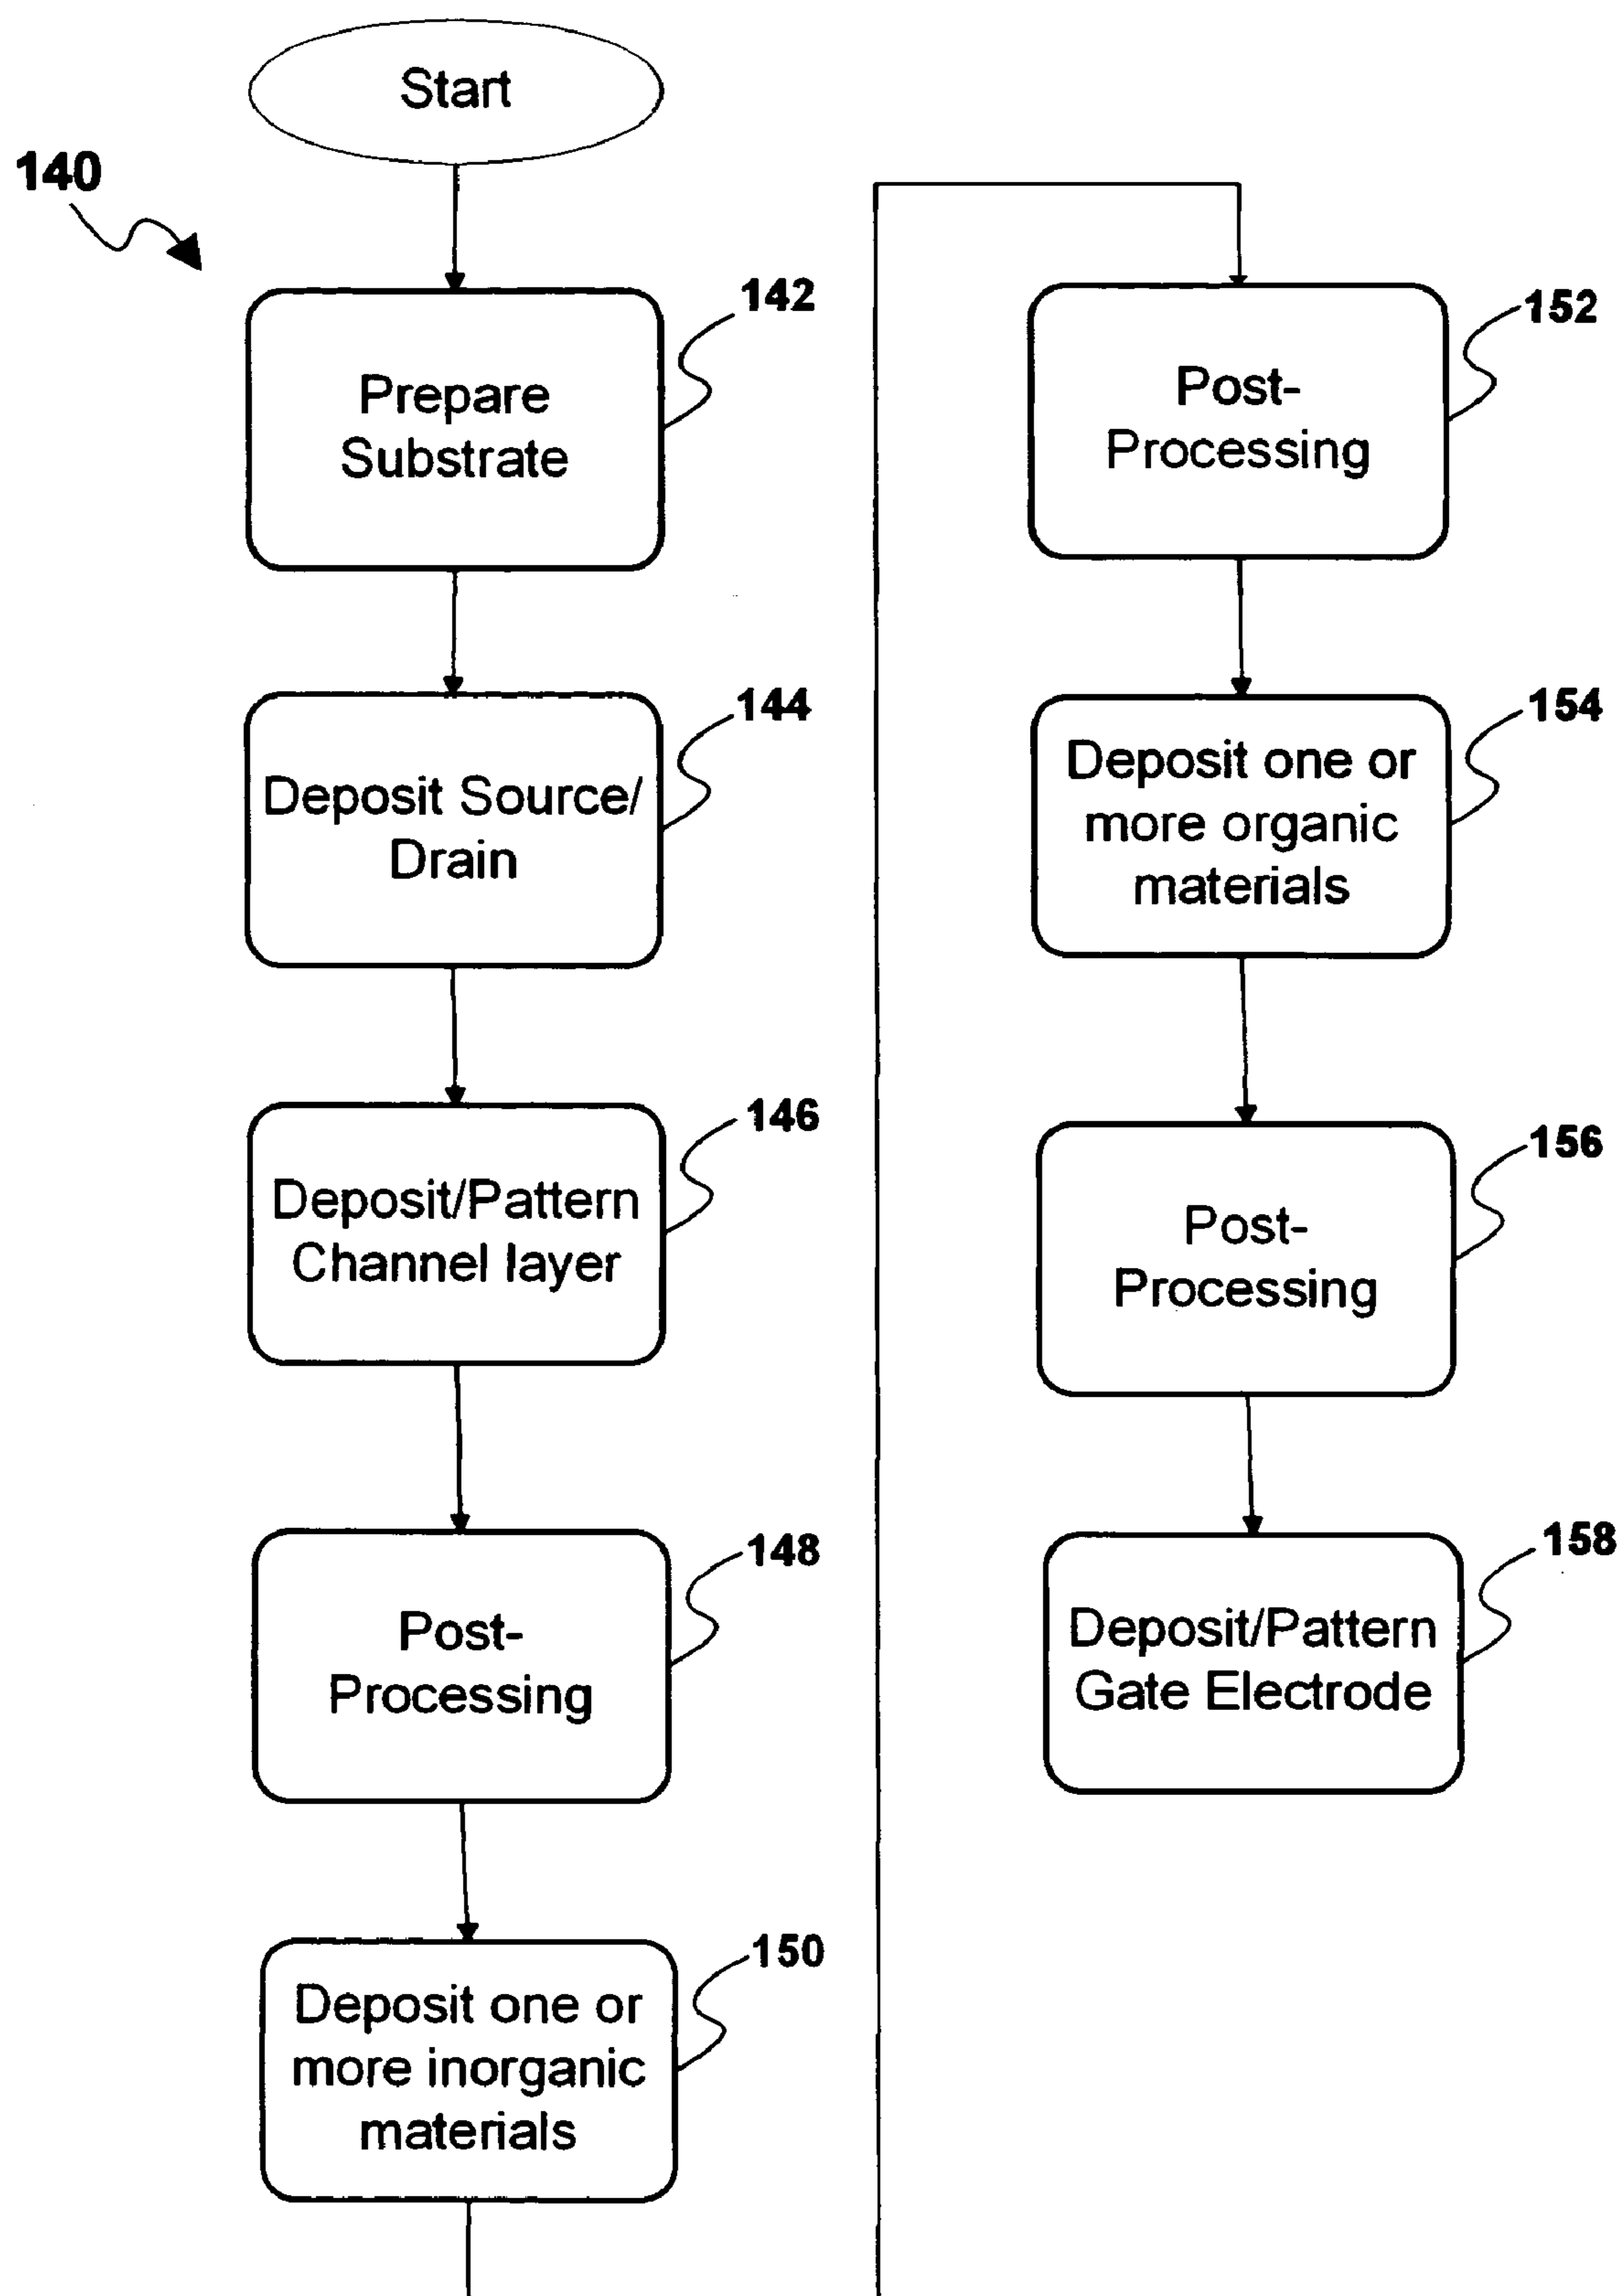 Start
140
142
Prepare
Substrate
144
Deposit Source/
Drain
146
Deposit/Pattern
Channel layer
148
Post-
Processing
150
Deposit one or
more inorganic
materials
152
Post-
Processing
154
Deposit one or
more organic
materials
156
Post-
Processing
158
Deposit/Pattern
Gate Electrode